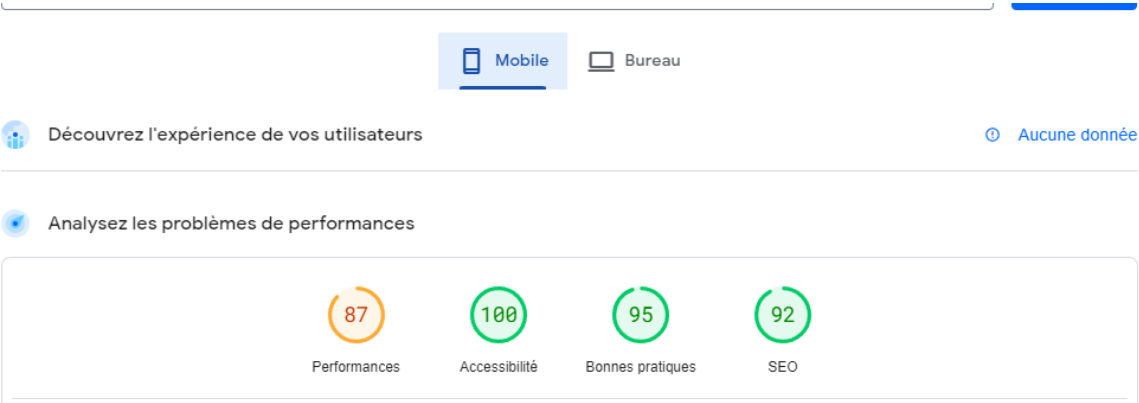 Mobile
Bureau
Découvrez l'expérience de vos utilisateurs
Aucune donnée
Analysez les problèmes de performances
87
100
95
92
Performances
Accessibilité
Bonnes pratiques
SEO